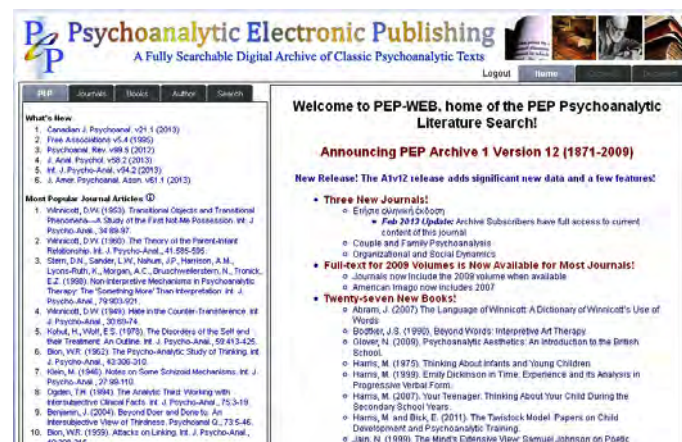 PEP Psychoanalytic Electronic Publishing
A Fully Searchable Digital Archive of Classic Psychoanalytic Texts
Logout Home
PEP Journals Books Author Search
What's New
1. Canadian J. Psychoanal. v21.1 (2013)
2. Free Associations v5.4 (1995)
3. Psychoanal. Rev. v99.5 (2012)
4. J. Anal. Psychol. v58.2 (2013)
5. Int. J. Psycho-Anal. v94.2 (2013)
6. J. Amer. Psychoanal. Assn. v61.1 (2013)
Most Popular Journal Articles
1. Winnicott, D.W. (1953). Transitional Objects and Transitional
Phenomena—A Study of the First Not-Me Possession. Int. J.
Psycho-Anal., 34:89-97.
2. Winnicott, D.W. (1960). The Theory of the Parent-Infant
Relationship. Int. J. Psycho-Anal., 41:585-595.
3. Stern, D.N., Sander, L.W., Nahum, J.P., Harrison, A.M.,
Lyons-Ruth, K., Morgan, A.C., Bruschweilerstern, N., Tronick,
E.Z. (1998). Non-Interpretive Mechanisms in Psychoanalytic
Therapy: The 'Something More' Than Interpretation. Int. J.
Psycho-Anal., 79:903-921.
4. Winnicott, D.W. (1949). Hate in the Counter-Transference. Int.
J. Psycho-Anal., 30:69-74.
5. Kohut, H., Wolf, E.S. (1978). The Disorders of the Self and
their Treatment: An Outline. Int. J. Psycho-Anal., 59:413-425.
6. Bion, W.R. (1962). The Psycho-Analytic Study of Thinking. Int.
J. Psycho-Anal., 43:306-310.
7. Klein, M. (1946). Notes on Some Schizoid Mechanisms. Int. J.
Psycho-Anal., 27:99-110.
8. Ogden, T.H. (1994). The Analytic Third: Working with
Intersubjective Clinical Facts. Int. J. Psycho-Anal., 75:3-19.
9. Benjamin, J. (2004). Beyond Doer and Done to: An
Intersubjective View of Thirdness. Psychoanal. Q., 73:5-46.
10. Bion, W.R. (1959). Attacks on Linking. Int. J. Psycho-Anal.,
40:308-315.
Welcome to PEP-WEB, home of the PEP Psychoanalytic
Literature Search!
Announcing PEP Archive 1 Version 12 (1871-2009)
New Release! The A1v12 release adds significant new data and a few features!
Three New Journals!
Ετήσια ελληνική έκδοση
Feb 2013 Update: Archive Subscribers have full access to current
content of this journal
Couple and Family Psychoanalysis
Organizational and Social Dynamics
Full-text for 2009 Volumes is Now Available for Most Journals!
Journals now include the 2009 volume when available
American Imago now includes 2007
Twenty-seven New Books!
Abram, J. (2007) The Language of Winnicott: A Dictionary of Winnicott's Use of
Words.
Bodtker, J.S. (1990). Beyond Words: Interpretive Art Therapy.
Glover, N. (2009). Psychoanalytic Aesthetics: An Introduction to the British
School.
Harris, M. (1975). Thinking About Infants and Young Children
Harris, M. (1999). Emily Dickinson in Time: Experience and its Analysis in
Progressive Verbal Form.
Harris, M. (2007). Your Teenager: Thinking About Your Child During the
Secondary School Years.
Harris, M. and Bick, E. (2011). The Tavistock Model: Papers on Child
Development and Psychoanalytic Training.
Jain, N. (1999). The Mind's Extensive View: Samuel Johnson on Poetic